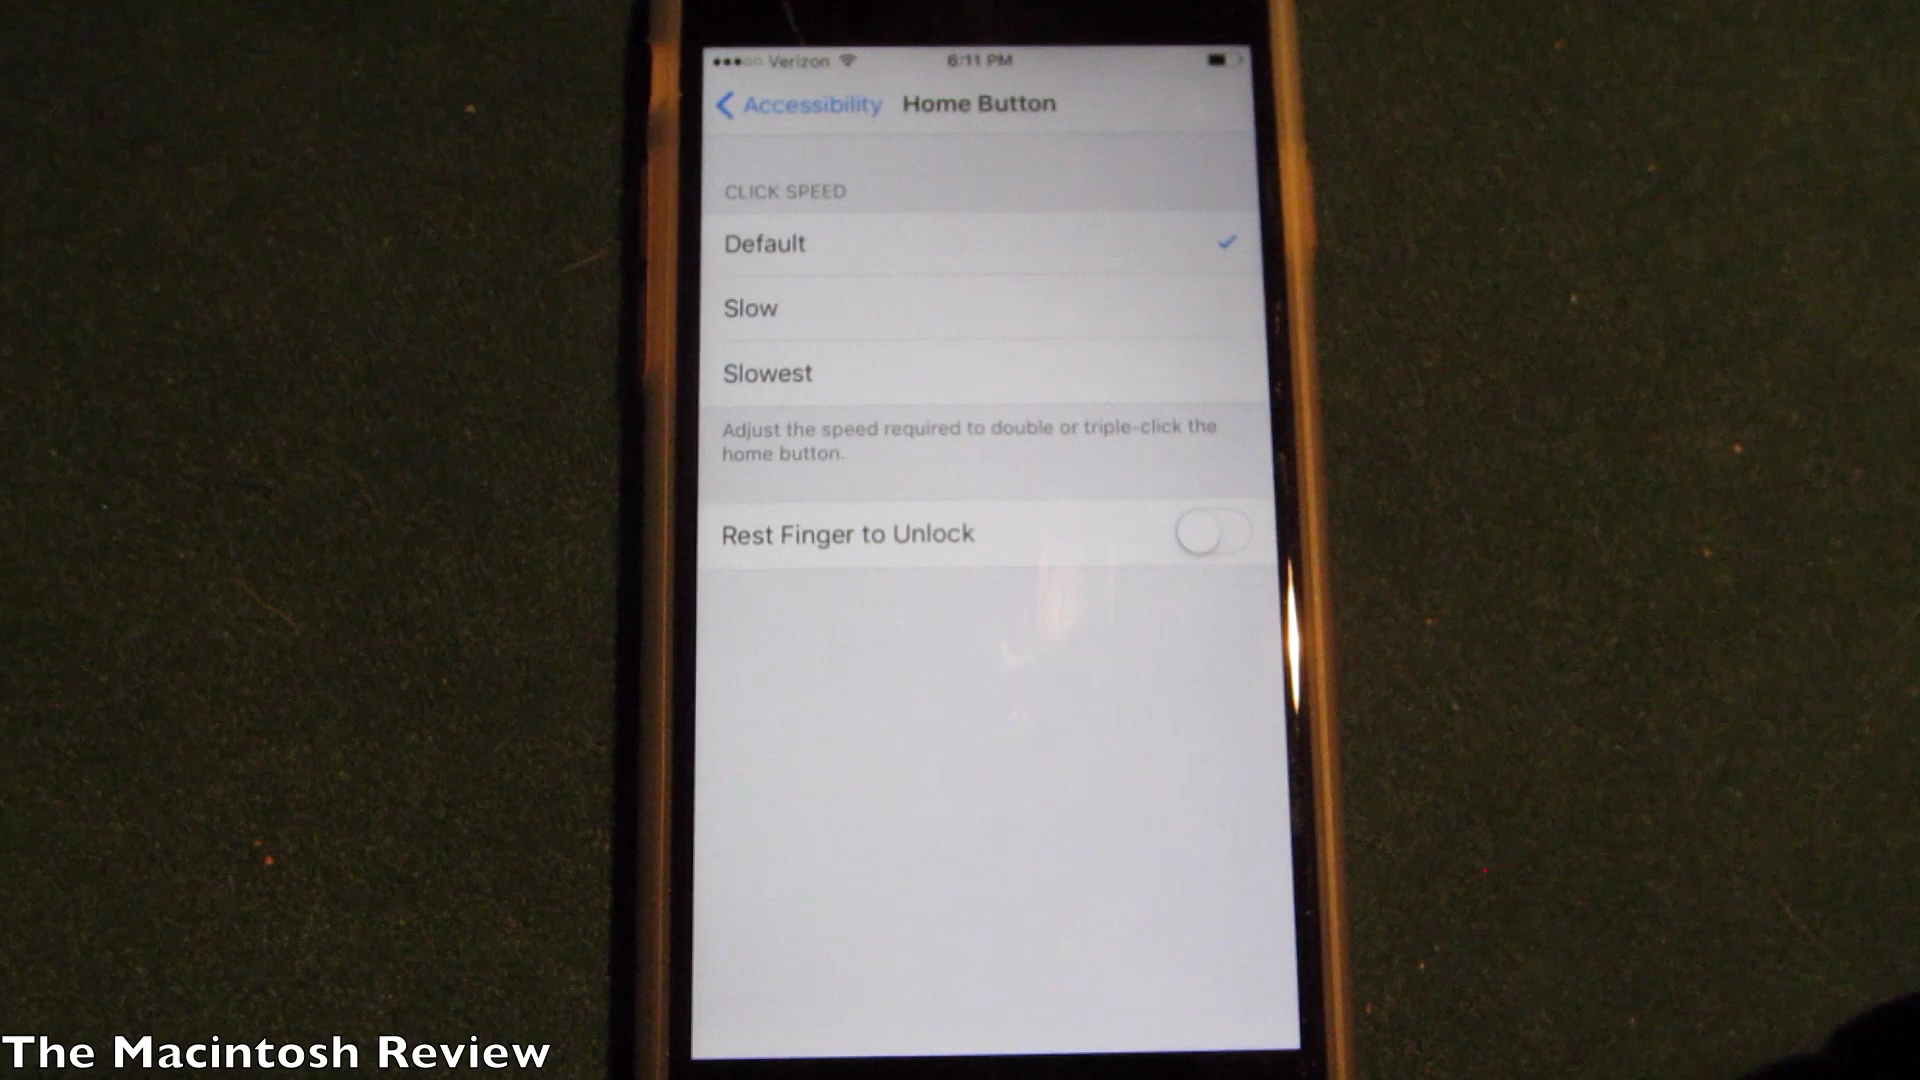 Verizon 6:11 PM
Accessibility Home Button
CLICK SPEED
Default
Slow
Slowest
Adjust the speed required to double or triple-click the
home button.
Rest Finger to Unlock
The Macintosh Review